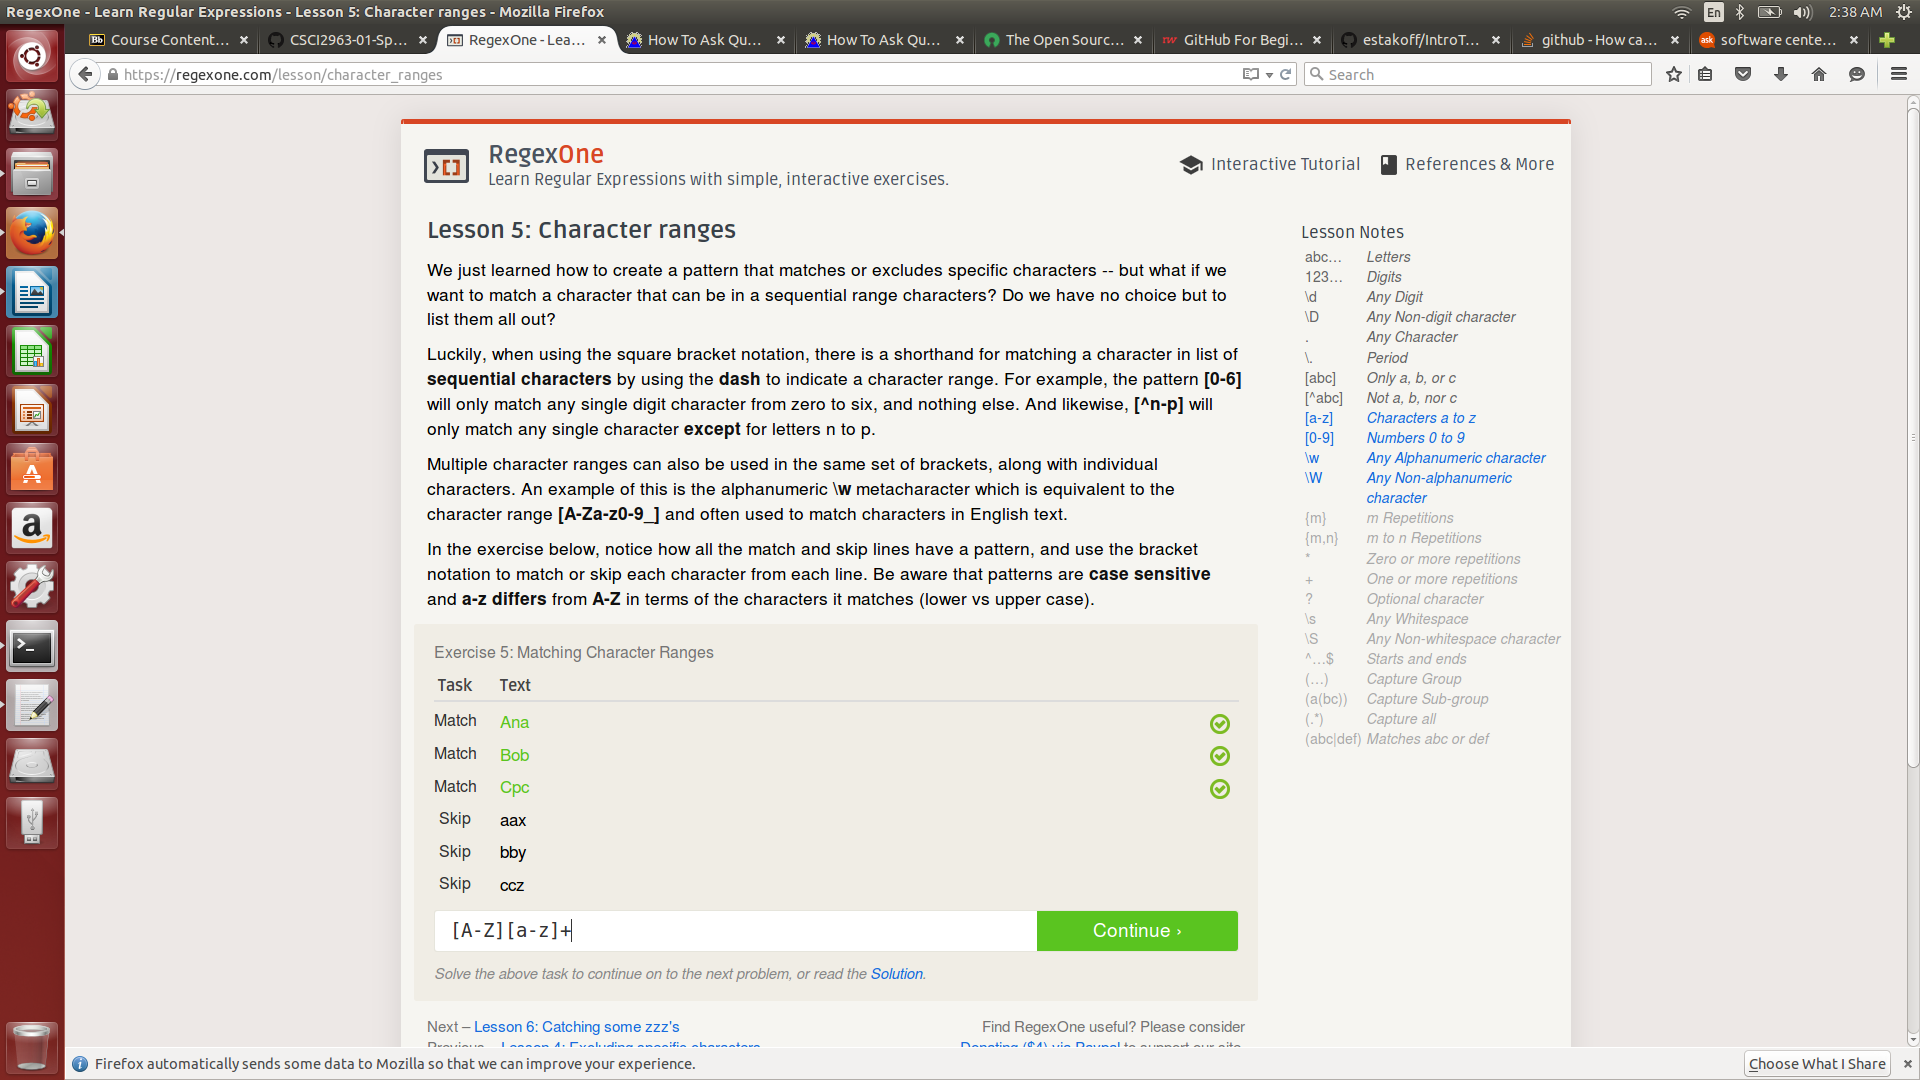 RegexOne - Learn Regular Expressions - Lesson 5: Character ranges - Mozilla Firefox
En
2:38 AM
Bb Course Content...
CSCI2963-01-Sp...
RegexOne - Lea...
How To Ask Qu...
How To Ask Qu...
The Open Sourc...
rw GitHub For Begi...
estakoff/IntroT...
github - How ca...
ask software cente...
https://regexone.com/lesson/character_ranges
Search
RegexOne
Learn Regular Expressions with simple, interactive exercises.
Interactive Tutorial
References & More
Lesson 5: Character ranges
We just learned how to create a pattern that matches or excludes specific characters -- but what if we
want to match a character that can be in a sequential range characters? Do we have no choice but to
list them all out?
Luckily, when using the square bracket notation, there is a shorthand for matching a character in list of
sequential characters by using the dash to indicate a character range. For example, the pattern [0-6]
will only match any single digit character from zero to six, and nothing else. And likewise, [^n-p] will
only match any single character except for letters n to p.
Multiple character ranges can also be used in the same set of brackets, along with individual
characters. An example of this is the alphanumeric \w metacharacter which is equivalent to the
character range [A-Za-z0-9_] and often used to match characters in English text.
In the exercise below, notice how all the match and skip lines have a pattern, and use the bracket
notation to match or skip each character from each line. Be aware that patterns are case sensitive
and a-z differs from A-Z in terms of the characters it matches (lower vs upper case).
Exercise 5: Matching Character Ranges
Task Text
Match Ana
Match Bob
Match Cpc
Skip aax
Skip bby
Skip ccz
[A-Z][a-z]+
Continue ›
Solve the above task to continue on to the next problem, or read the Solution.
Next – Lesson 6: Catching some zzz's
Previous – Lesson 4: Excluding specific characters
Find RegexOne useful? Please consider
Donating ($4) via Paypal to support our site.
Lesson Notes
abc… Letters
123… Digits
\d Any Digit
\D Any Non-digit character
. Any Character
\. Period
[abc] Only a, b, or c
[^abc] Not a, b, nor c
[a-z] Characters a to z
[0-9] Numbers 0 to 9
\w Any Alphanumeric character
\W Any Non-alphanumeric
character
{m} m Repetitions
{m,n} m to n Repetitions
* Zero or more repetitions
+ One or more repetitions
? Optional character
\s Any Whitespace
\S Any Non-whitespace character
^…$ Starts and ends
(…) Capture Group
(a(bc)) Capture Sub-group
(.*) Capture all
(abc|def) Matches abc or def
Firefox automatically sends some data to Mozilla so that we can improve your experience.
Choose What I Share